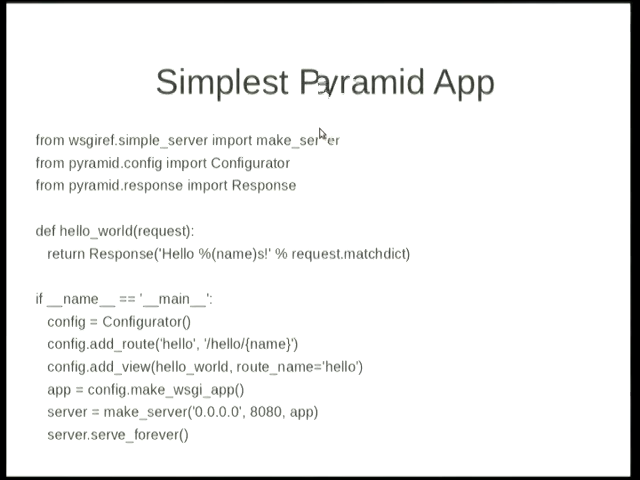 Simplest Pyramid App
from wsgiref.simple_server import make_server
from pyramid.config import Configurator
from pyramid.response import Response
def hello_world(request):
return Response('Hello %(name)s!' % request.matchdict)
if __name__ == '__main__':
config = Configurator()
config.add_route('hello', '/hello/{name}')
config.add_view(hello_world, route_name='hello')
app = config.make_wsgi_app()
server = make_server('0.0.0.0', 8080, app)
server.serve_forever()